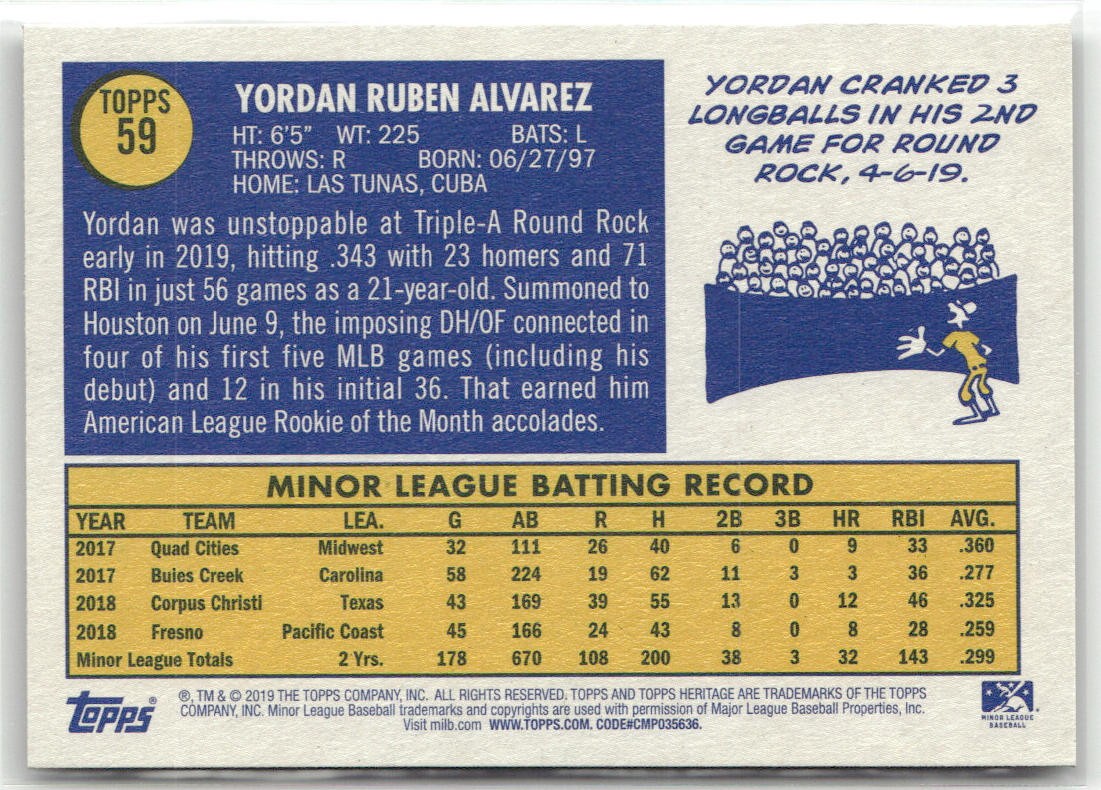 TOPPS
59
YORDAN RUBEN ALVAREZ
HT: 6'5" WT: 225 BATS: L
THROWS: R BORN: 06/27/97
HOME: LAS TUNAS, CUBA
Yordan was unstoppable at Triple-A Round Rock
early in 2019, hitting .343 with 23 homers and 71
RBI in just 56 games as a 21-year-old. Summoned to
Houston on June 9, the imposing DH/OF connected in
four of his first five MLB games (including his
debut) and 12 in his initial 36. That earned him
American League Rookie of the Month accolades.
YORDAN CRANKED 3
LONGBALLS IN HIS 2ND
GAME FOR ROUND
ROCK, 4-6-19.
MINOR LEAGUE BATTING RECORD
YEAR TEAM LEA. G AB R H 2B 3B HR RBI AVG.
2017 Quad Cities Midwest 32 111 26 40 6 0 9 33 .360
2017 Buies Creek Carolina 58 224 19 62 11 3 3 36 .277
2018 Corpus Christi Texas 43 169 39 55 13 0 12 46 .325
2018 Fresno Pacific Coast 45 166 24 43 8 0 8 28 .259
Minor League Totals 2 Yrs. 178 670 108 200 38 3 32 143 .299
Topps®
®, TM & © 2019 THE TOPPS COMPANY, INC. ALL RIGHTS RESERVED. TOPPS AND TOPPS HERITAGE ARE TRADEMARKS OF THE TOPPS
COMPANY, INC. Minor League Baseball trademarks and copyrights are used with permission of Major League Baseball Properties, Inc.
Visit milb.com WWW.TOPPS.COM. CODE#CMP035636.
MINOR LEAGUE
BASEBALL